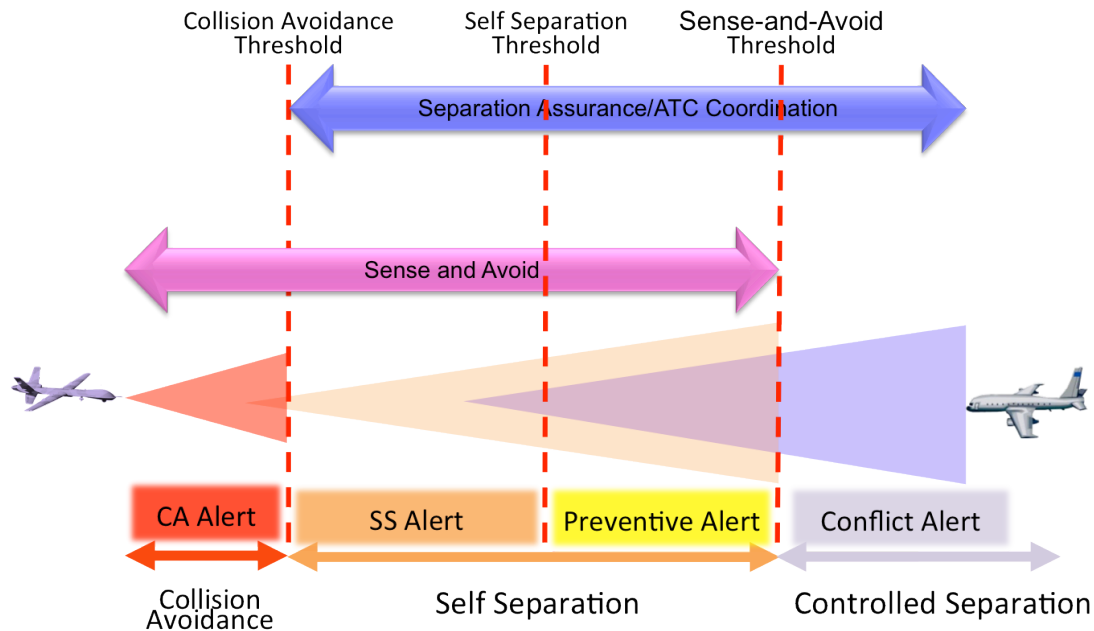 Collision Avoidance
Threshold
Self Separation
Threshold
Sense-and-Avoid
Threshold
Separation Assurance/ATC Coordination
Sense and Avoid
CA Alert
SS Alert
Preventive Alert
Conflict Alert
Collision
Avoidance
Self Separation
Controlled Separation